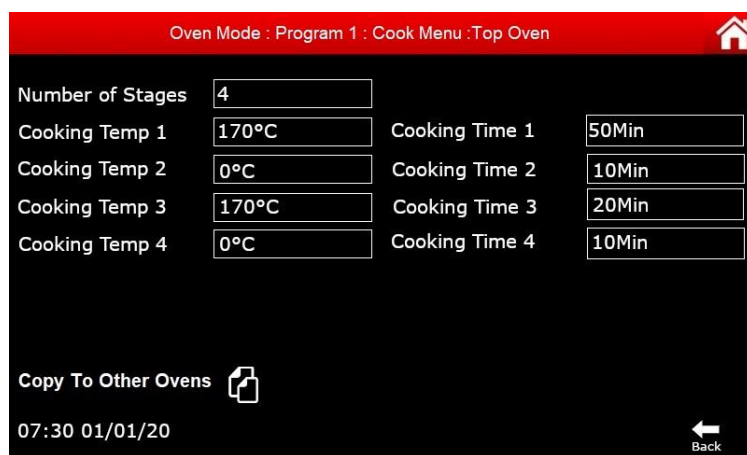 Oven Mode : Program 1 : Cook Menu :Top Oven
Number of Stages 4
Cooking Temp 1 170°C Cooking Time 1 50Min
Cooking Temp 2 0°C Cooking Time 2 10Min
Cooking Temp 3 170°C Cooking Time 3 20Min
Cooking Temp 4 0°C Cooking Time 4 10Min
Copy To Other Ovens
07:30 01/01/20
Back